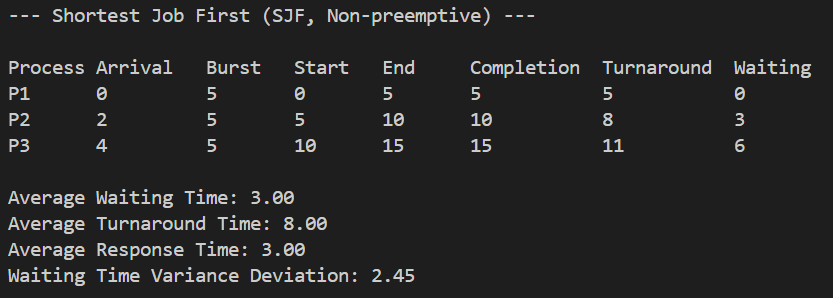 --- Shortest Job First (SJF, Non-preemptive) ---
Process Arrival Burst Start End Completion Turnaround Waiting
P1 0 5 0 5 5 5 0
P2 2 5 5 10 10 8 3
P3 4 5 10 15 15 11 6
Average Waiting Time: 3.00
Average Turnaround Time: 8.00
Average Response Time: 3.00
Waiting Time Variance Deviation: 2.45